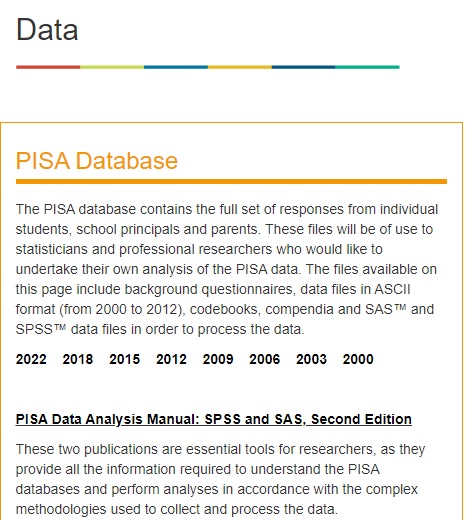 Data
PISA Database
The PISA database contains the full set of responses from individual
students, school principals and parents. These files will be of use to
statisticians and professional researchers who would like to
undertake their own analysis of the PISA data. The files available on
this page include background questionnaires, data files in ASCII
format (from 2000 to 2012), codebooks, compendia and SAS™ and
SPSS™ data files in order to process the data.
2022 2018 2015 2012 2009 2006 2003 2000
PISA Data Analysis Manual: SPSS and SAS, Second Edition
These two publications are essential tools for researchers, as they
provide all the information required to understand the PISA
databases and perform analyses in accordance with the complex
methodologies used to collect and process the data.